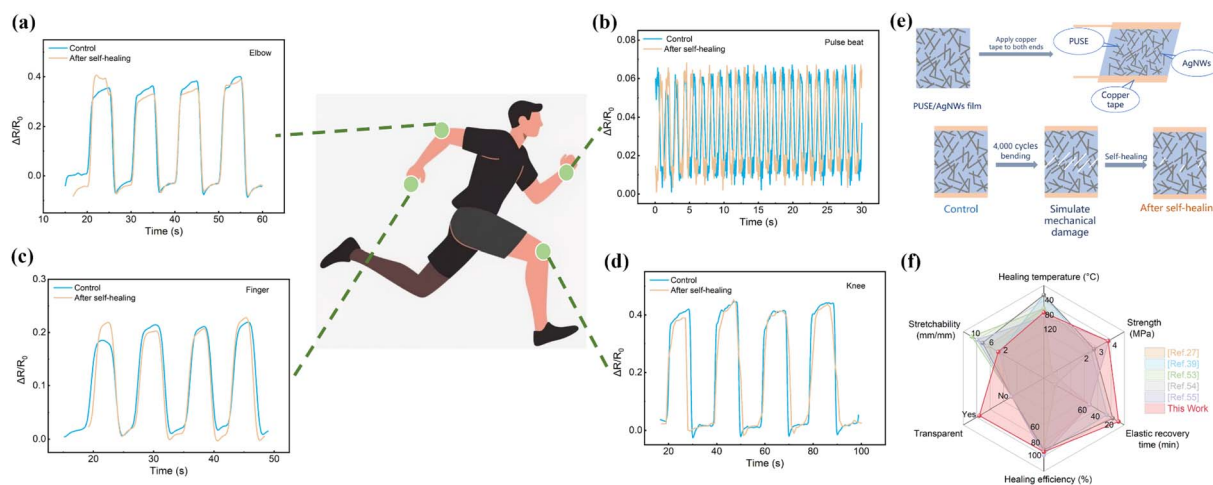 (a)
Control
After self-healing
Elbow
ΔR/R0
0.4
0.2
0.0
10 20 30 40 50 60
Time (s)
(b)
Control
After self-healing
Pulse beat
ΔR/R0
0.08
0.06
0.04
0.02
0.00
0 5 10 15 20 25 30
Time (s)
(e)
PUSE/AgNWs film
Apply copper
tape to both ends
PUSE
AgNWs
Copper
tape
Control
4,000 cycles
bending
Simulate
mechanical
damage
Self-healing
After self-healin
(c)
Control
After self-healing
Finger
ΔR/R0
0.3
0.2
0.1
0.0
20 30 40 50
Time (s)
(d)
Control
After self-healing
Knee
ΔR/R0
0.6
0.4
0.2
0.0
20 40 60 80 100
Time (s)
(f)
Healing temperature (°C)
40
80
120
Strength
(MPa)
2 3 4
Elastic recovery
time (min)
60 40 20
Healing efficiency (%)
60
80
100
Transparent
No
Yes
Stretchability
(mm/mm)
10 6 2
[Ref.27]
[Ref.39]
[Ref.53]
[Ref.54]
[Ref.55]
This Work